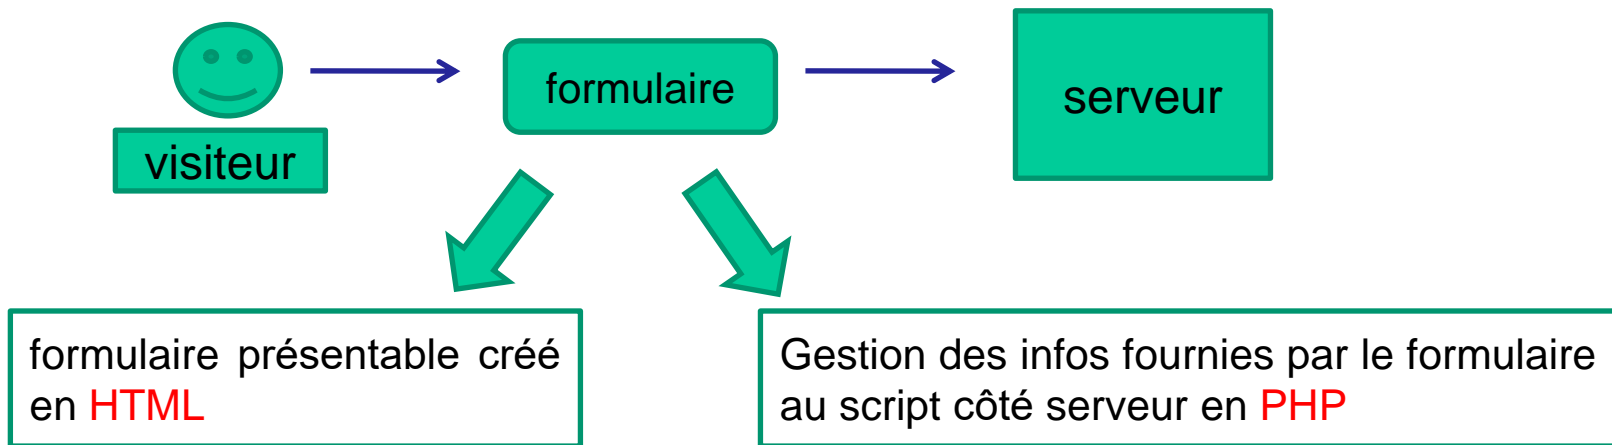 visiteur
formulaire
serveur
formulaire présentable créé
en HTML
Gestion des infos fournies par le formulaire
au script côté serveur en PHP